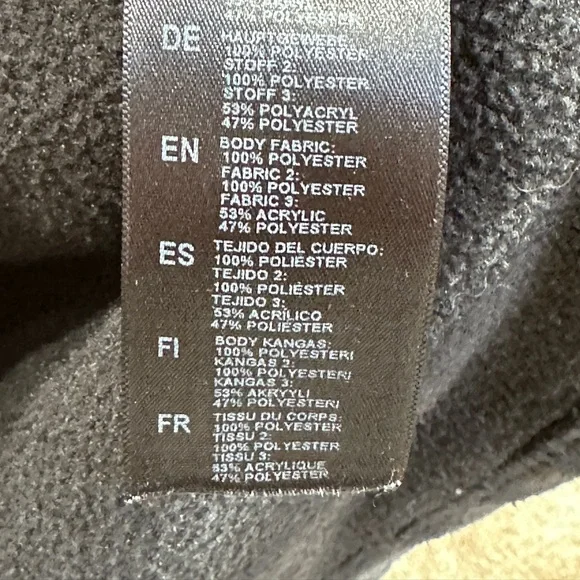 47% POLYESTER
DE HAUPTGEWEBE:
100% POLYESTER
STOFF 2:
100% POLYESTER
STOFF 3:
53% POLYACRYL
47% POLYESTER
EN BODY FABRIC:
100% POLYESTER
FABRIC 2:
100% POLYESTER
FABRIC 3:
53% ACRYLIC
47% POLYESTER
ES TEJIDO DEL CUERPO:
100% POLIÉSTER
TEJIDO 2:
100% POLIÉSTER
TEJIDO 3:
53% ACRÍLICO
47% POLIÉSTER
FI BODY KANGAS:
100% POLYESTERI
KANGAS 2:
100% POLYESTERI
KANGAS 3:
53% AKRYYLI
47% POLYESTERI
FR TISSU DU CORPS:
100% POLYESTER
TISSU 2:
100% POLYESTER
TISSU 3:
53% ACRYLIQUE
47% POLYESTER